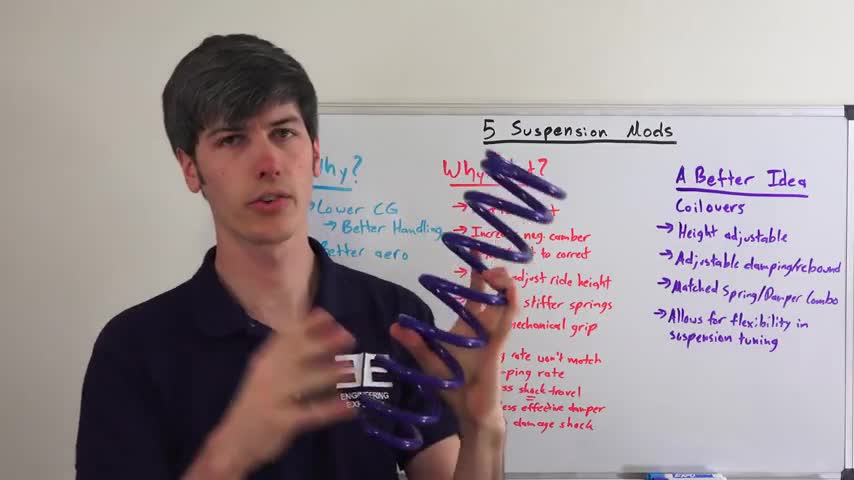 5 Suspension Mods
Why?
Lower CG
→ Better Handling
Better aero
Why
?
→
→ Increase neg. camber
to correct
adjust ride height
stiffer springs
mechanical grip
rate won't match
rate
shock travel
less effective damper
damage shock
A Better Idea
Coilovers
→ Height adjustable
→ Adjustable damping/rebound
→ Matched Spring/Damper Combo
→ Allows for flexibility in
suspension tuning
ENGINEERING
EXPO